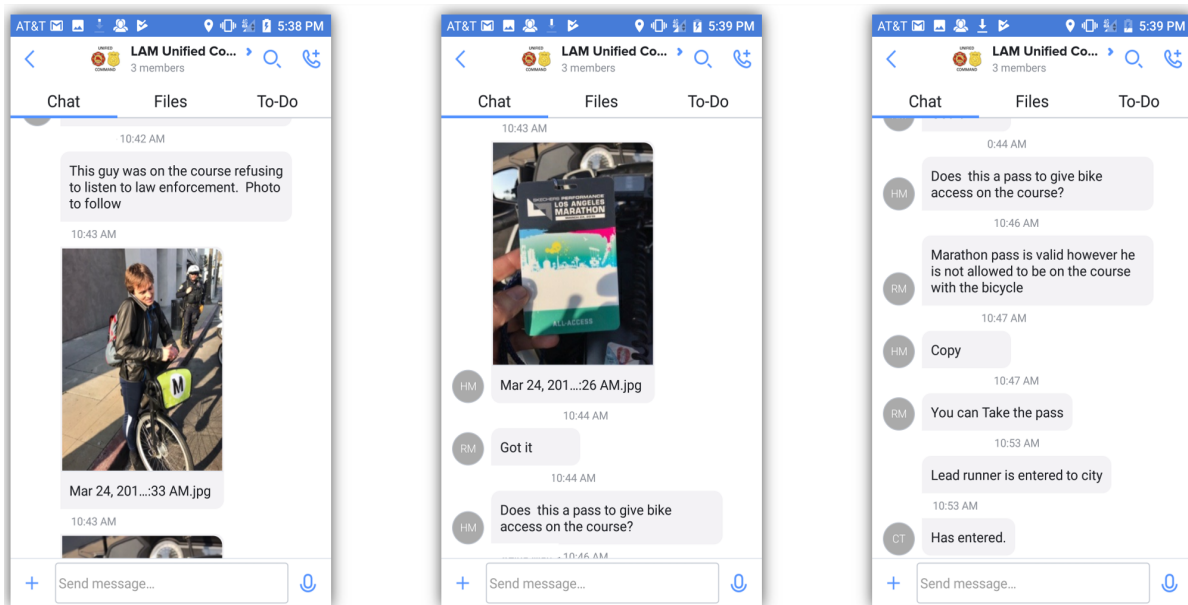 AT&T 5:38 PM
UNIFIED
COMMAND
LAM Unified Co...
3 members
Chat Files To-Do
10:42 AM
This guy was on the course refusing
to listen to law enforcement. Photo
to follow
10:43 AM
M
Mar 24, 201...:33 AM.jpg
10:43 AM
Send message...
AT&T 5:39 PM
UNIFIED
COMMAND
LAM Unified Co...
3 members
Chat Files To-Do
10:43 AM
SKECHERS PERFORMANCE
LOS ANGELES
MARATHON
ALL-ACCESS
HM
Mar 24, 201...:26 AM.jpg
10:44 AM
RM
Got it
10:44 AM
HM
Does this a pass to give bike
access on the course?
10:46 AM
Send message...
AT&T 5:39 PM
UNIFIED
COMMAND
LAM Unified Co...
3 members
Chat Files To-Do
0:44 AM
HM
Does this a pass to give bike
access on the course?
10:46 AM
RM
Marathon pass is valid however he
is not allowed to be on the course
with the bicycle
10:47 AM
HM
Copy
10:47 AM
RM
You can Take the pass
10:53 AM
Lead runner is entered to city
10:53 AM
CT
Has entered.
Send message...